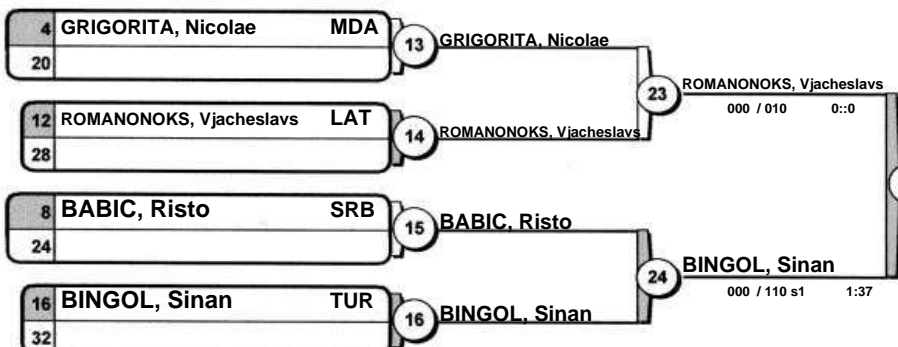 4 GRIGORITA, Nicolae MDA
20
13 GRIGORITA, Nicolae
12 ROMANONOKS, Vjacheslavs LAT
28
14 ROMANONOKS, Vjacheslavs
23 ROMANONOKS, Vjacheslavs
000 / 010 0::0
8 BABIC, Risto SRB
24
15 BABIC, Risto
16 BINGOL, Sinan TUR
32
16 BINGOL, Sinan
24 BINGOL, Sinan
000 / 110 s1 1:37